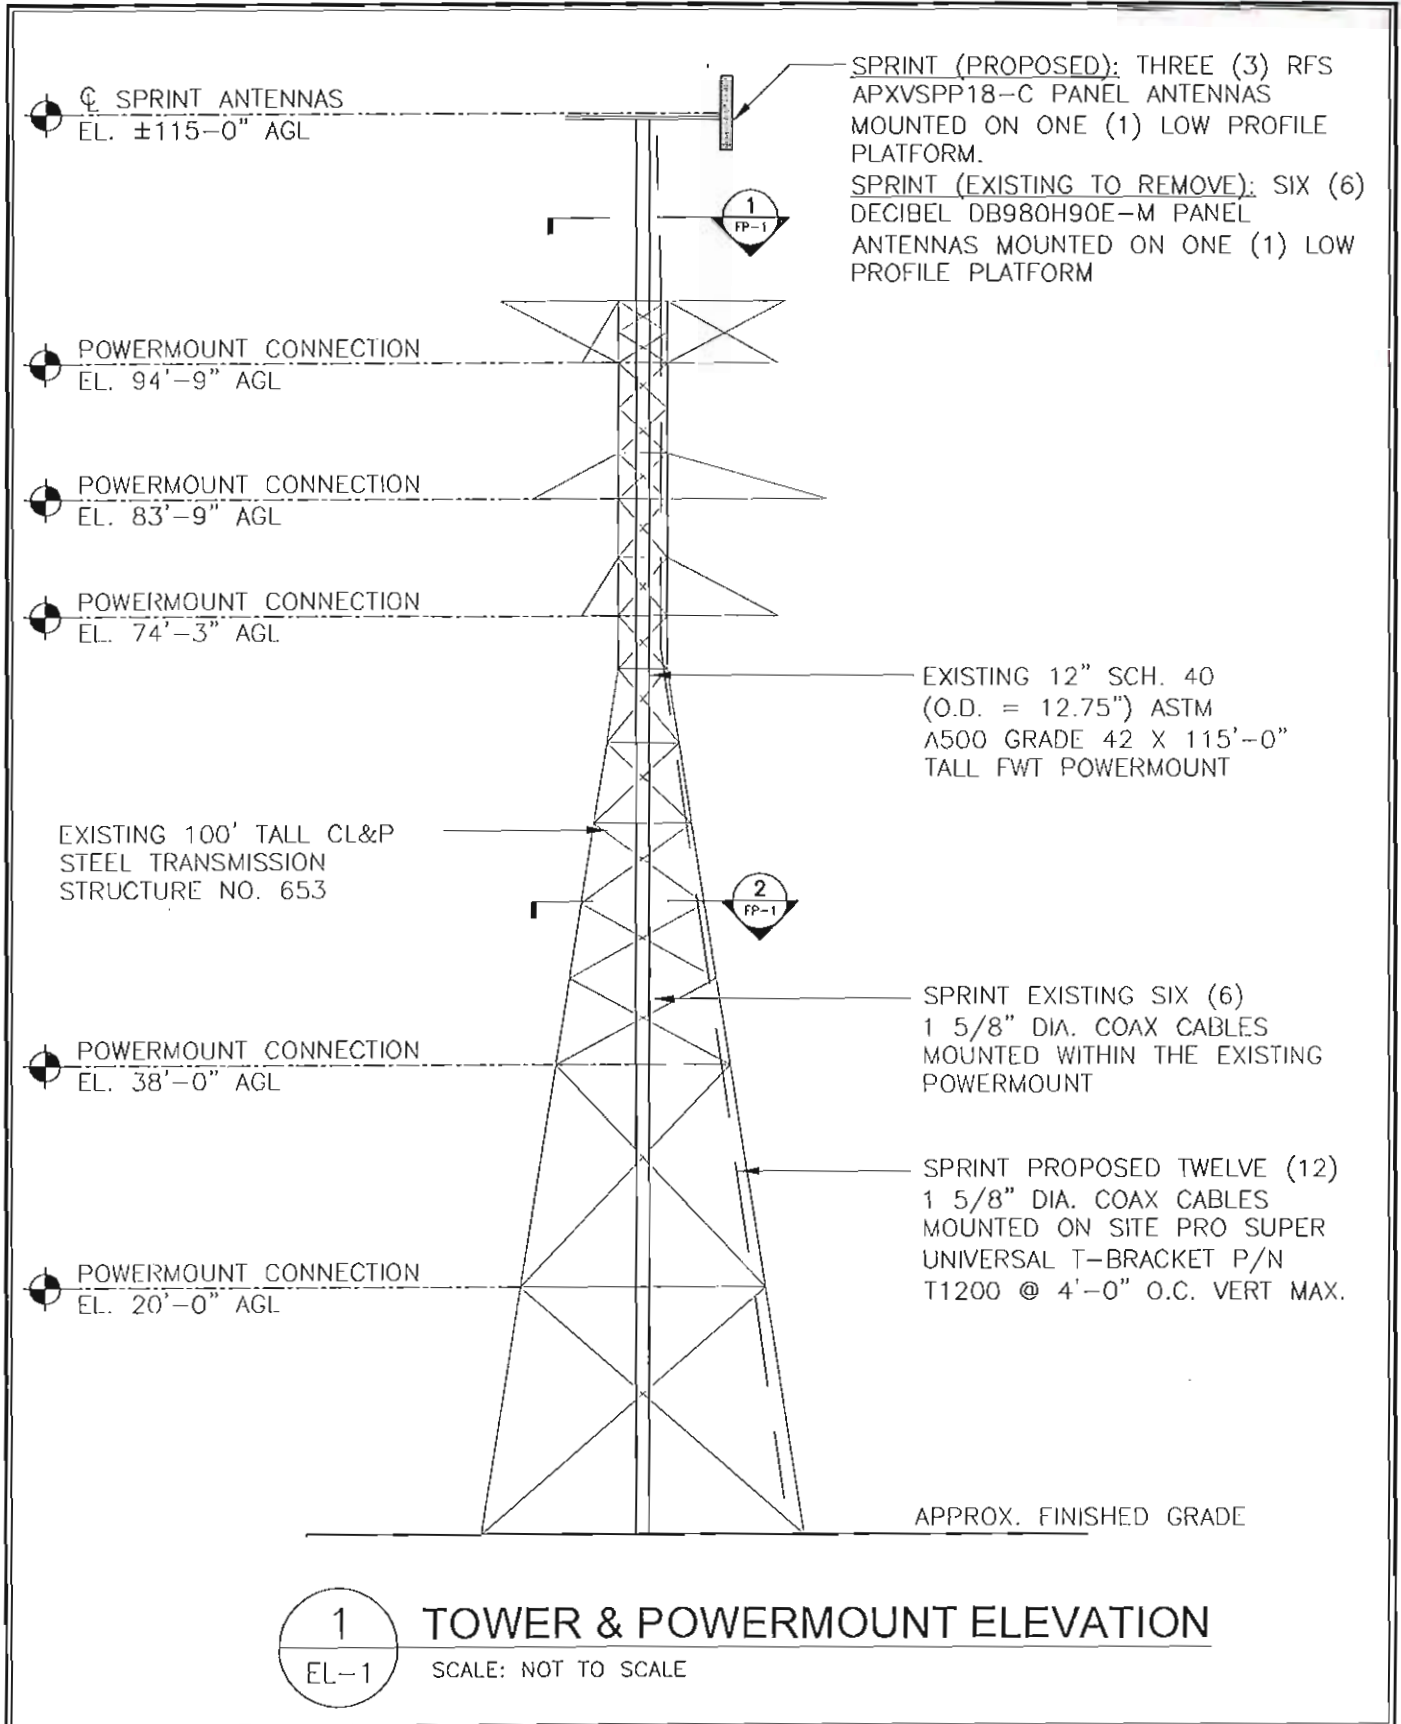 ℄ SPRINT ANTENNAS
EL. ±115-0" AGL
SPRINT (PROPOSED): THREE (3) RFS
APXVSPP18-C PANEL ANTENNAS
MOUNTED ON ONE (1) LOW PROFILE
PLATFORM.
SPRINT (EXISTING TO REMOVE): SIX (6)
DECIBEL DB980H90E-M PANEL
ANTENNAS MOUNTED ON ONE (1) LOW
PROFILE PLATFORM
1
FP-1
POWERMOUNT CONNECTION
EL. 94'-9" AGL
POWERMOUNT CONNECTION
EL. 83'-9" AGL
POWERMOUNT CONNECTION
EL. 74'-3" AGL
EXISTING 12" SCH. 40
(O.D. = 12.75") ASTM
A500 GRADE 42 X 115'-0"
TALL FWT POWERMOUNT
EXISTING 100' TALL CL&P
STEEL TRANSMISSION
STRUCTURE NO. 653
2
FP-1
SPRINT EXISTING SIX (6)
1 5/8" DIA. COAX CABLES
MOUNTED WITHIN THE EXISTING
POWERMOUNT
POWERMOUNT CONNECTION
EL. 38'-0" AGL
SPRINT PROPOSED TWELVE (12)
1 5/8" DIA. COAX CABLES
MOUNTED ON SITE PRO SUPER
UNIVERSAL T-BRACKET P/N
T1200 @ 4'-0" O.C. VERT MAX.
POWERMOUNT CONNECTION
EL. 20'-0" AGL
APPROX. FINISHED GRADE
1
EL-1
TOWER & POWERMOUNT ELEVATION
SCALE: NOT TO SCALE